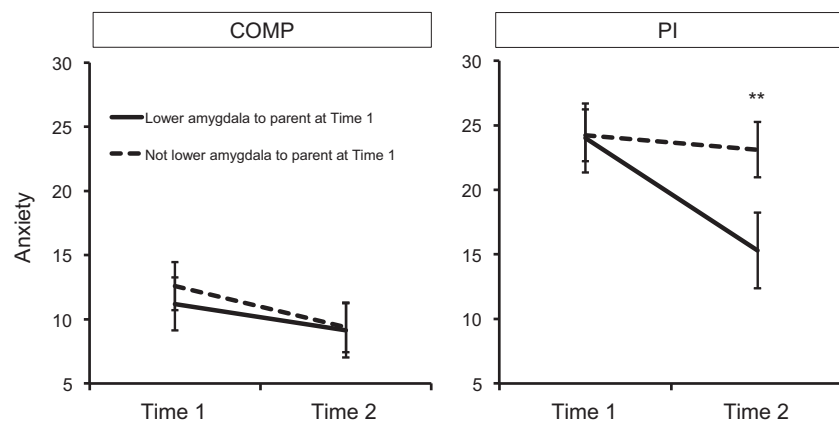 COMP
PI
30
25
20
15
10
5
Anxiety
Lower amygdala to parent at Time 1
Not lower amygdala to parent at Time 1
Time 1
Time 2
30
25
20
15
10
5
**
Time 1
Time 2